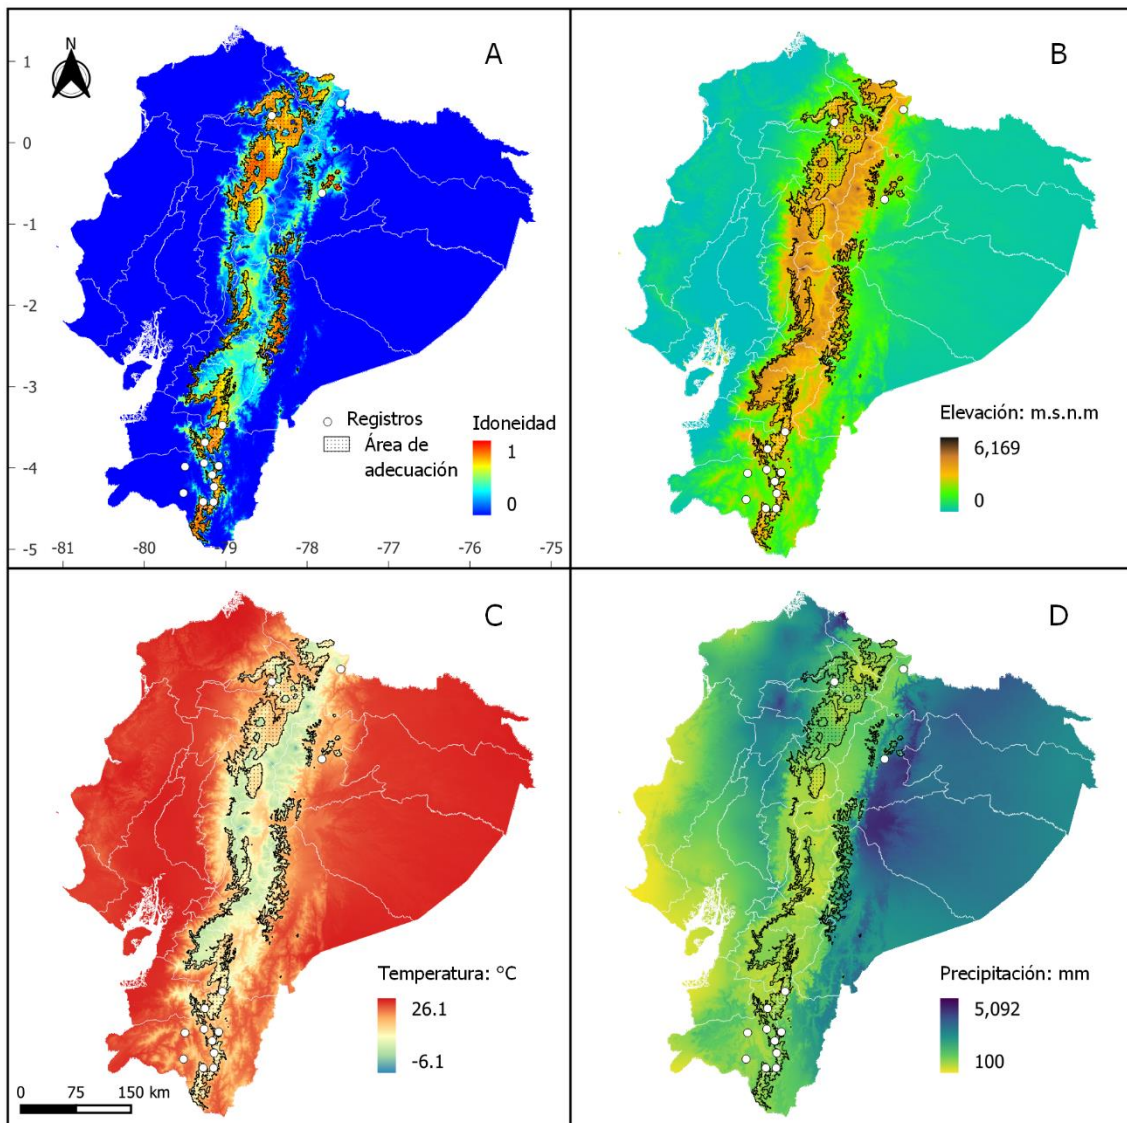 A
N
1
0
-1
-2
-3
-4
-5
-81
-80
-79
-78
-77
-76
-75
Registros
Área de
adecuación
Idoneidad
1
0
B
Elevación: m.s.n.m
6,169
0
C
Temperatura: °C
26.1
-6.1
0 75 150 km
D
Precipitación: mm
5,092
100